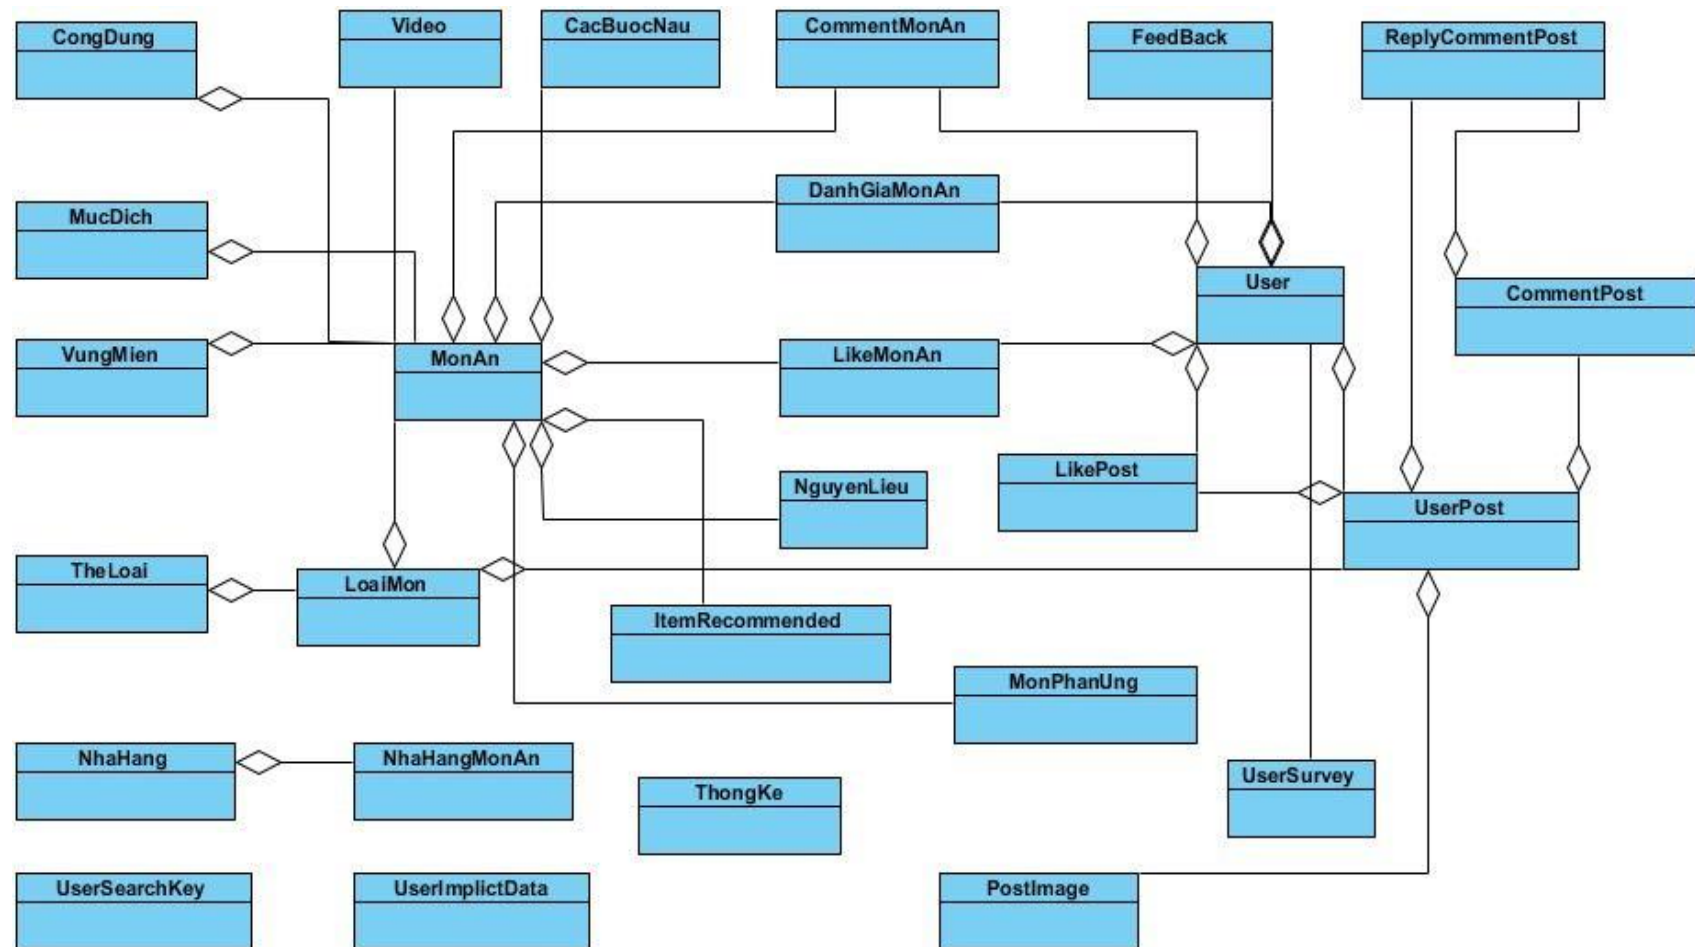 CongDung
Video
CacBuocNau
CommentMonAn
FeedBack
ReplyCommentPost
MucDich
DanhGiaMonAn
User
CommentPost
VungMien
MonAn
LikeMonAn
LikePost
NguyenLieu
UserPost
TheLoai
LoaiMon
ItemRecommended
MonPhanUng
NhaHang
NhaHangMonAn
ThongKe
UserSurvey
UserSearchKey
UserImplictData
PostImage